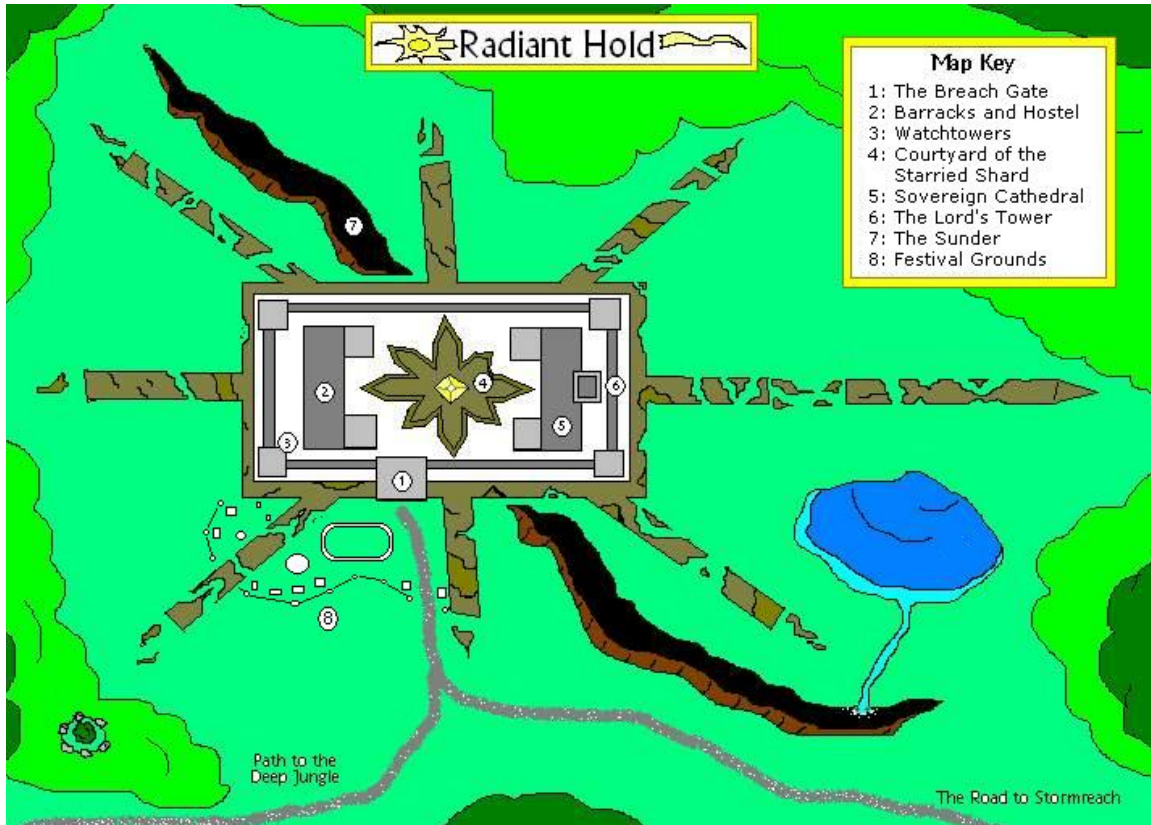 Radiant Hold
Map Key
1: The Breach Gate
2: Barracks and Hostel
3: Watchtowers
4: Courtyard of the
Starried Shard
5: Sovereign Cathedral
6: The Lord's Tower
7: The Sunder
8: Festival Grounds
7
4
2
6
5
3
1
8
Path to the
Deep Jungle
The Road to Stormreach